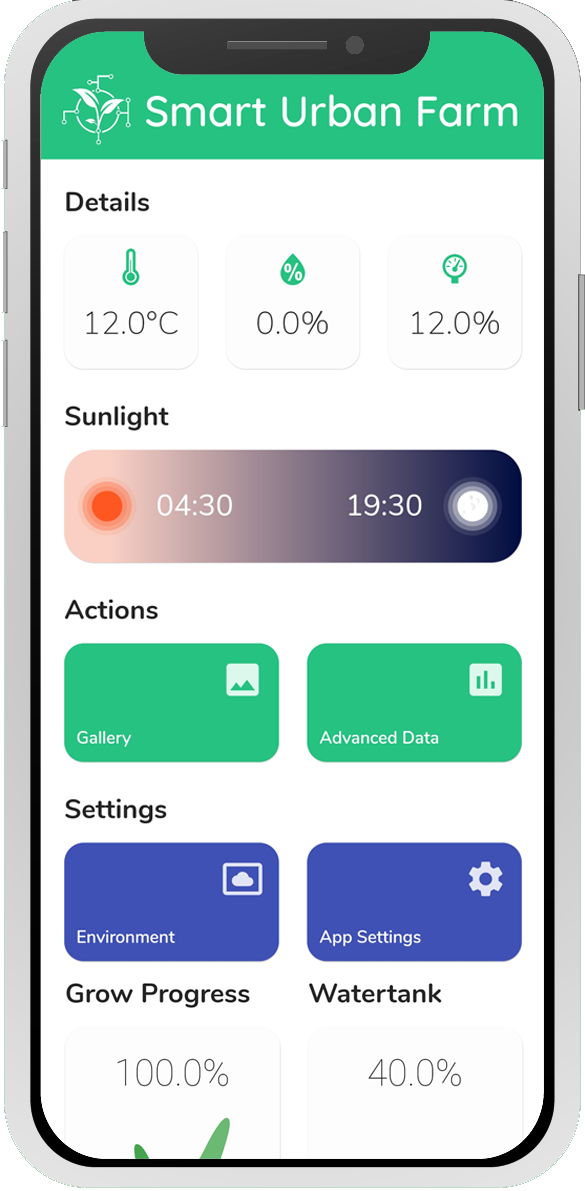 Smart Urban Farm
Details
12.0°C 0.0% 12.0%
Sunlight
04:30 19:30
Actions
Gallery Advanced Data
Settings
Environment App Settings
Grow Progress Watertank
100.0% 40.0%